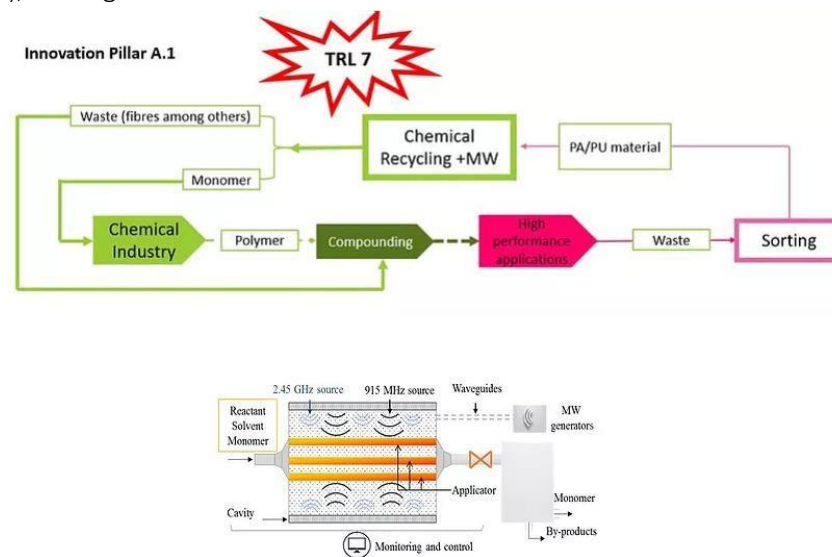 Innovation Pillar A.1
TRL 7
Waste (fibres among others)
Chemical
Recycling +MW
PA/PU material
Monomer
Chemical
Industry
Polymer
Compounding
High
performance
applications
Waste
Sorting
2.45 GHz source
915 MHz source
Waveguides
Reactant
Solvent
Monomer
MW
generators
Applicator
Monomer
Cavity
By-products
Monitoring and control